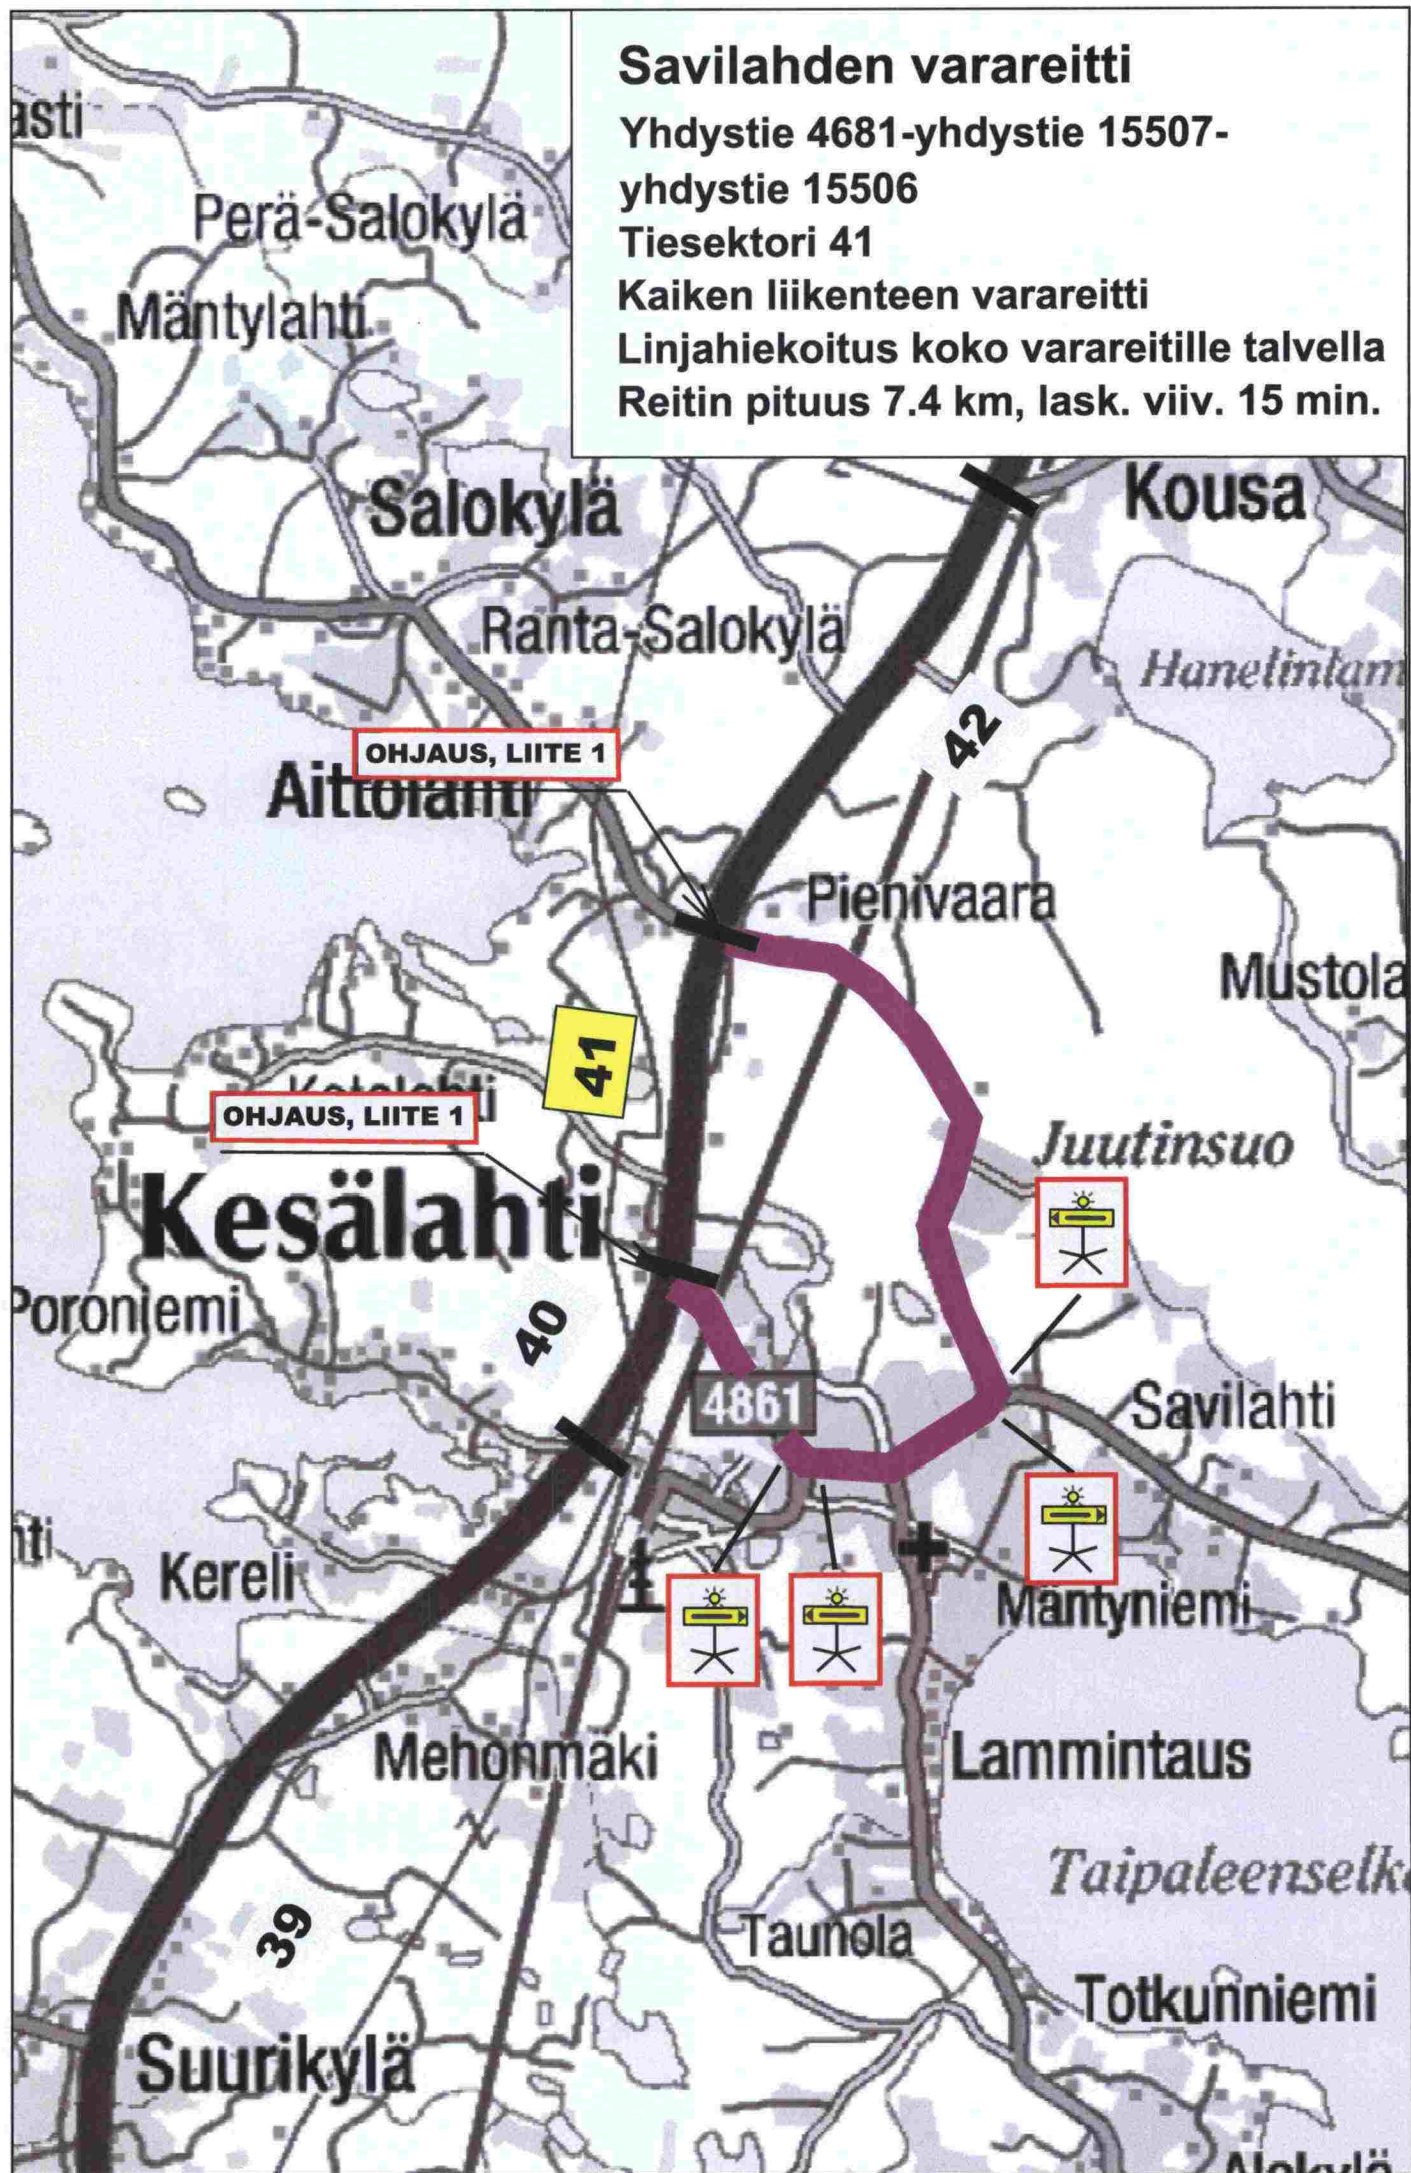 Savilahden varareitti
Yhdystie 4681-yhdystie 15507-
yhdystie 15506
Tiesektori 41
Kaiken liikenteen varareitti
Linjahiekoitus koko varareitille talvella
Reitin pituus 7.4 km, lask. viiv. 15 min.
asti
Perä-Salokylä
Mäntylahti
Salokylä
Kousa
Ranta-Salokylä
Hanelinlam
42
OHJAUS, LIITE 1
Aittolahti
Pienivaara
Mustola
41
OHJAUS, LIITE 1
Juutinsuo
Kesälahti
Poroniemi
40
4861
Savilahti
hti
Kereli
Mäntyniemi
Mehonmäki
Lammintaus
Taipaleenselk
39
Taunola
Totkunniemi
Suurikylä